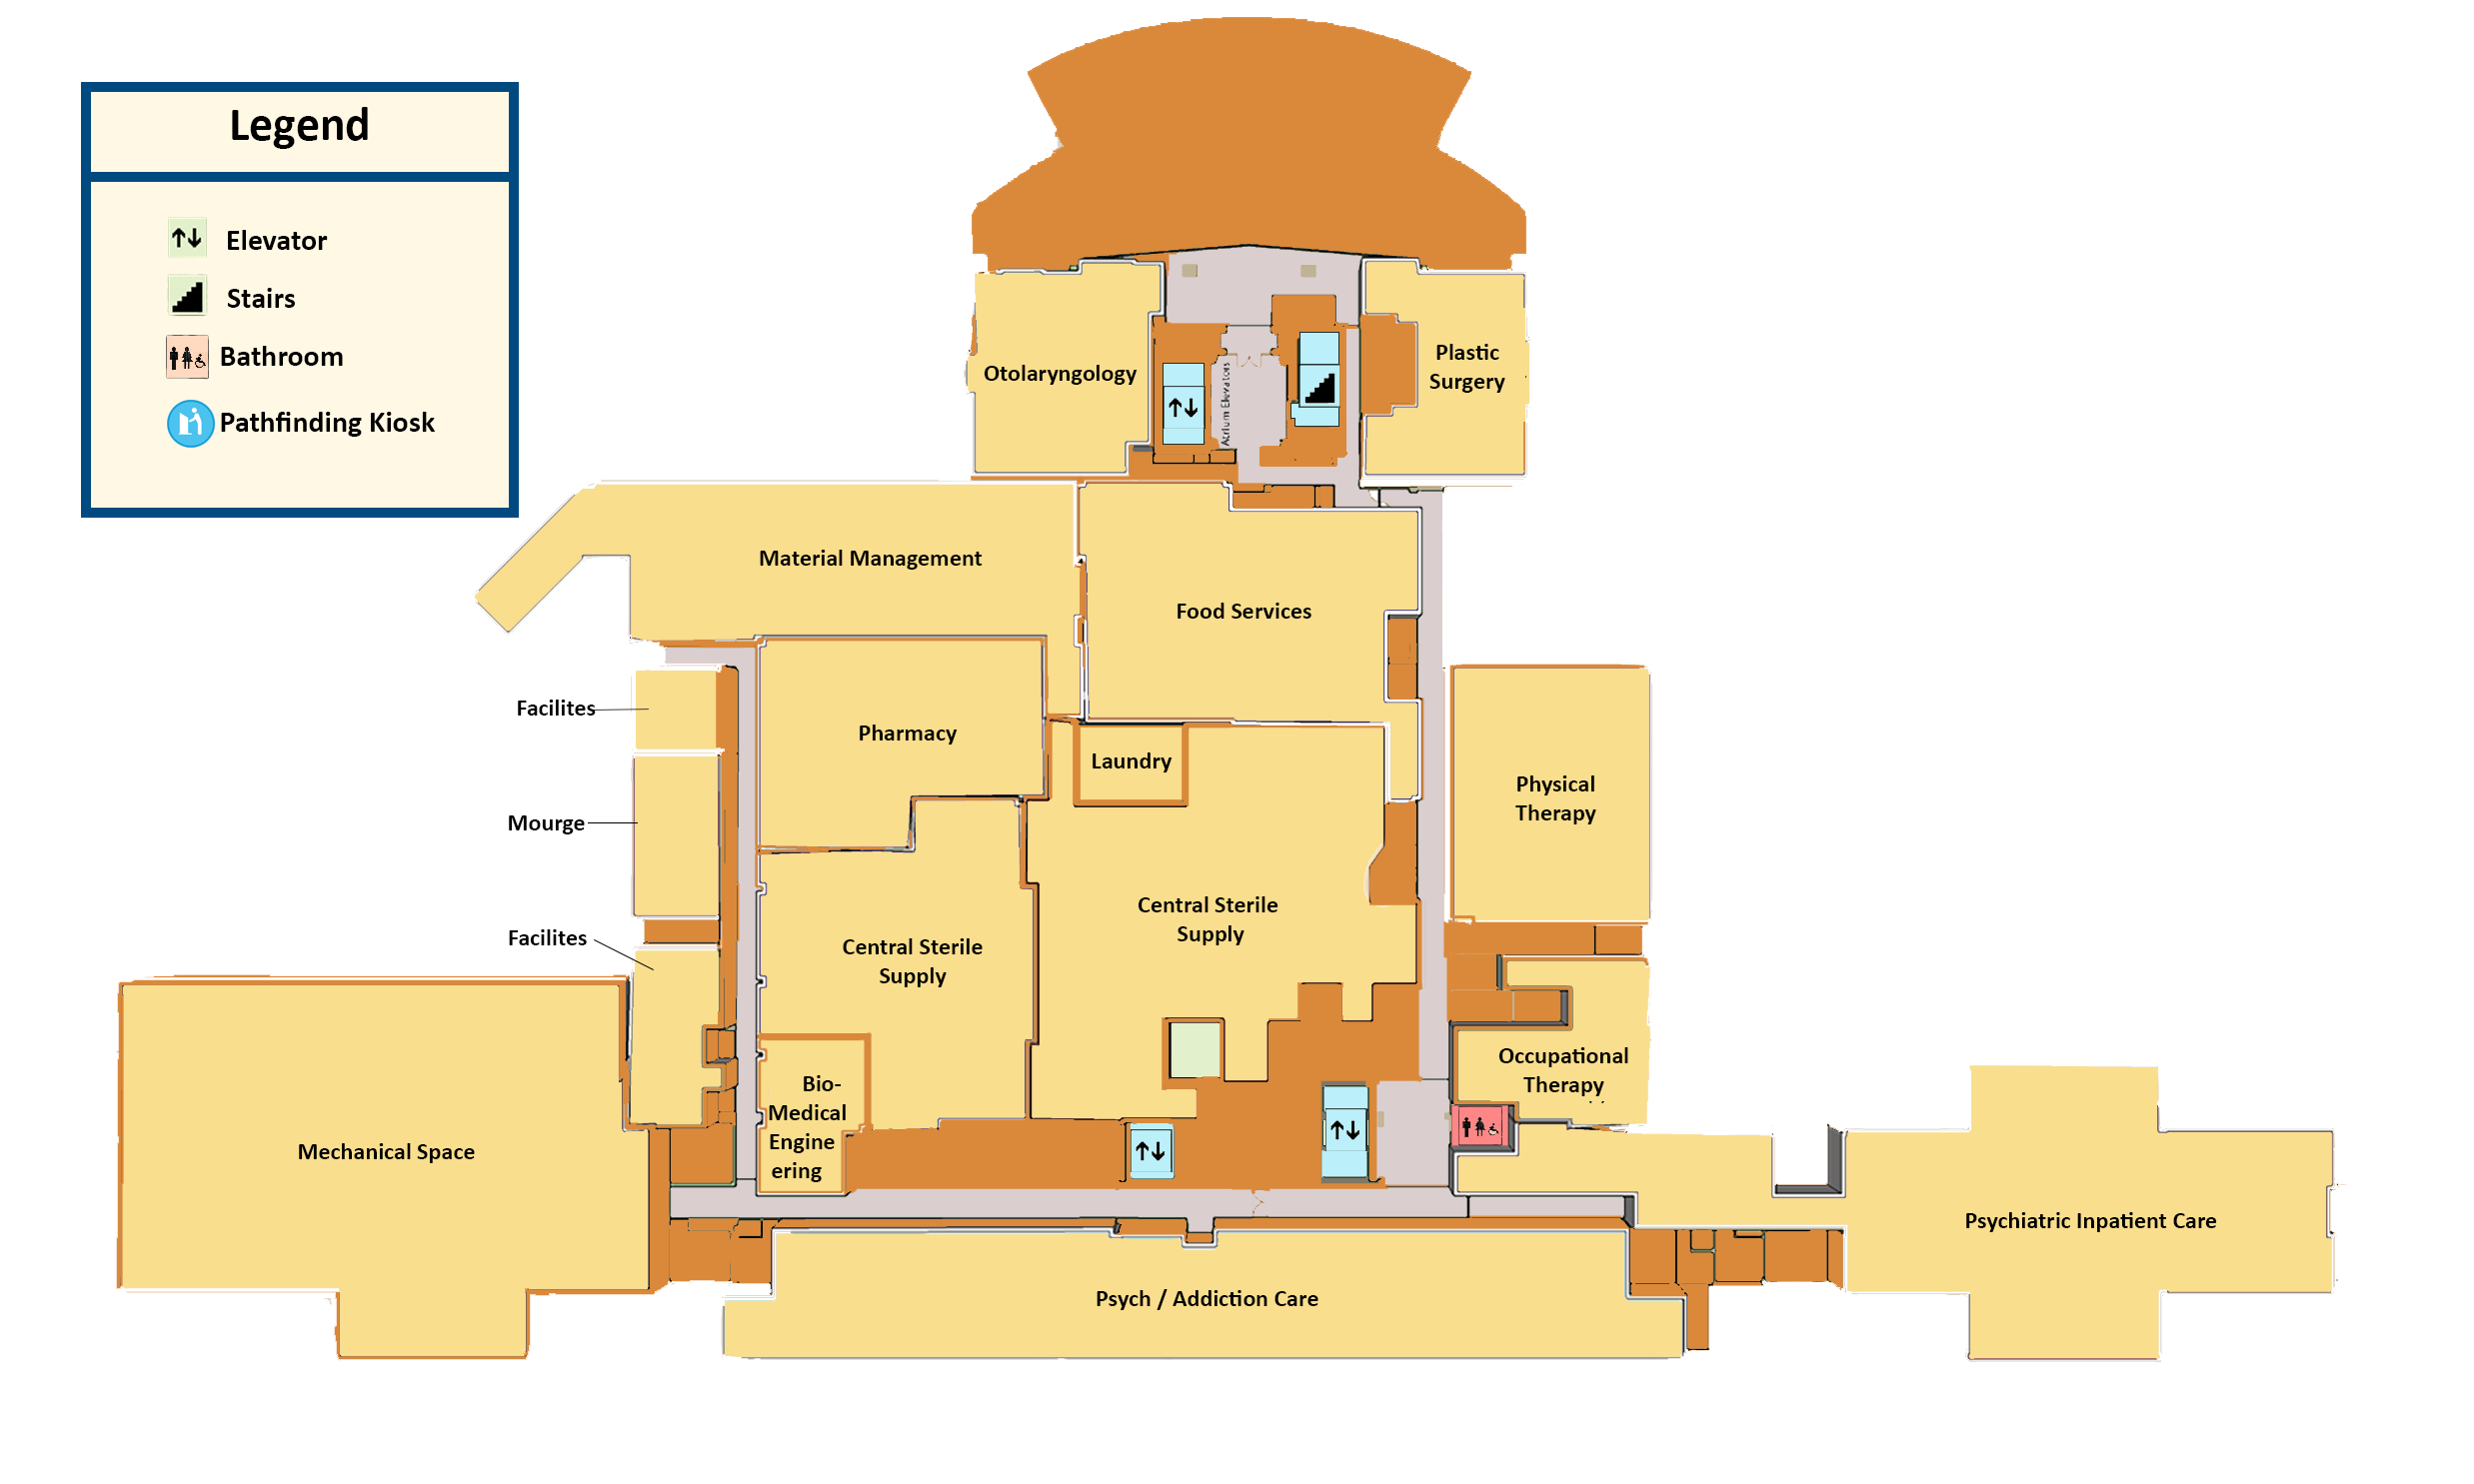 Legend
Elevator
Stairs
Bathroom
Pathfinding Kiosk
Otolaryngology
Atrium Elevators
Plastic
Surgery
Material Management
Food Services
Facilites
Pharmacy
Laundry
Physical
Therapy
Mourge
Facilites
Central Sterile
Supply
Central Sterile
Supply
Bio-
Medical
Engine
ering
Occupational
Therapy
Mechanical Space
Psychiatric Inpatient Care
Psych / Addiction Care